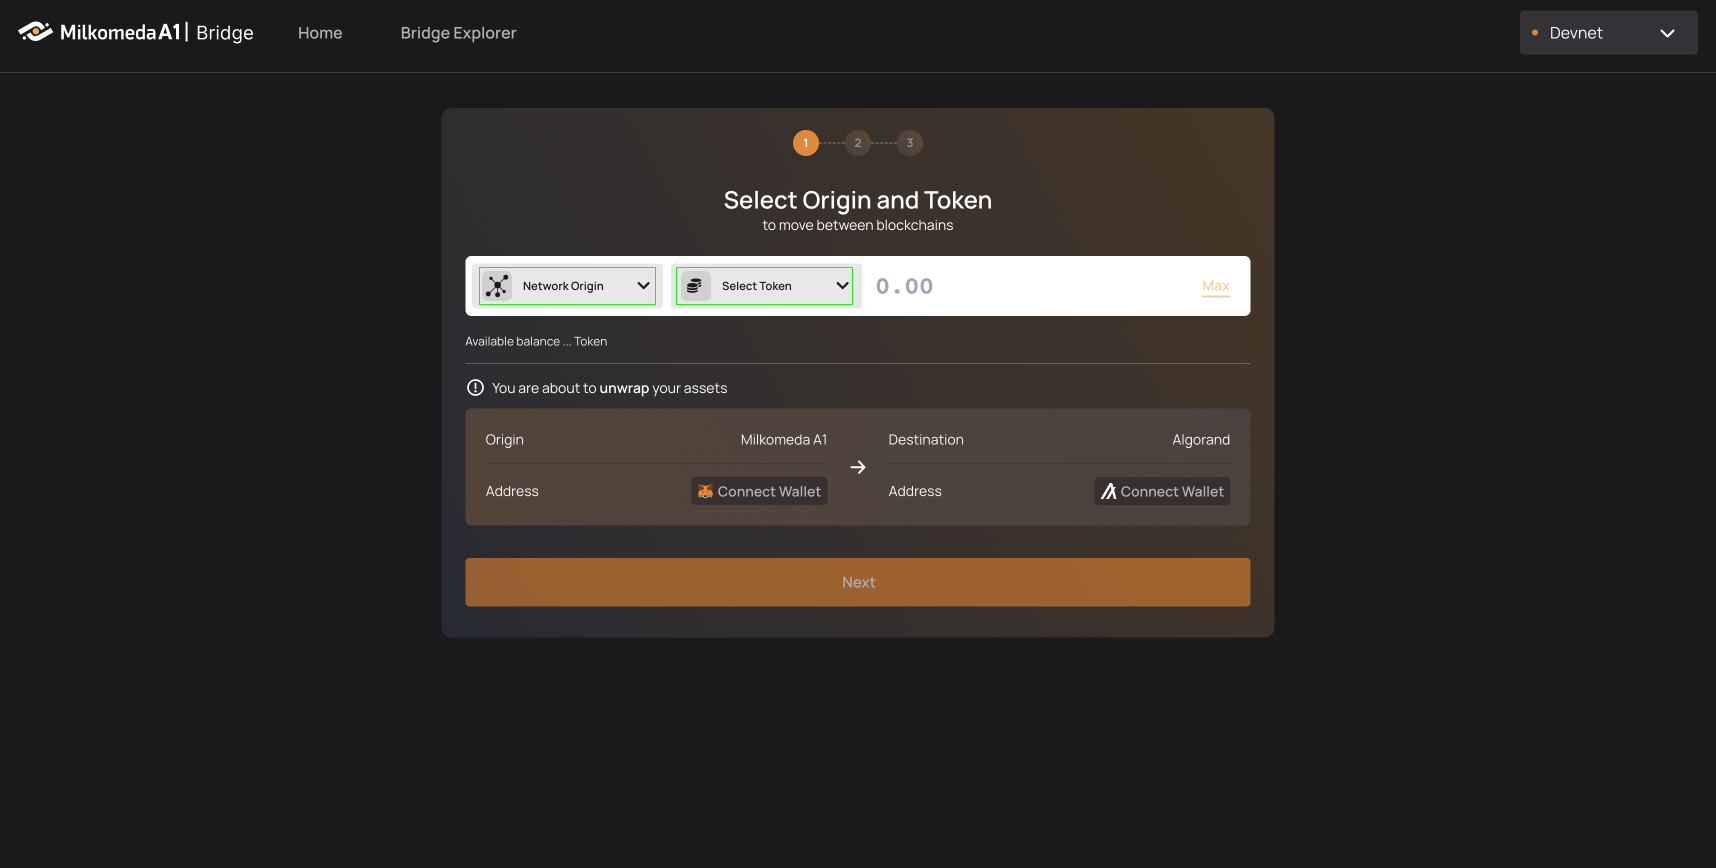 MilkomedaA1 | Bridge
Home
Bridge Explorer
Devnet
1
2
3
Select Origin and Token
to move between blockchains
Network Origin
Select Token
0.00
Max
Available balance ... Token
You are about to unwrap your assets
Origin
Milkomeda A1
Destination
Algorand
Address
Connect Wallet
Address
Connect Wallet
Next